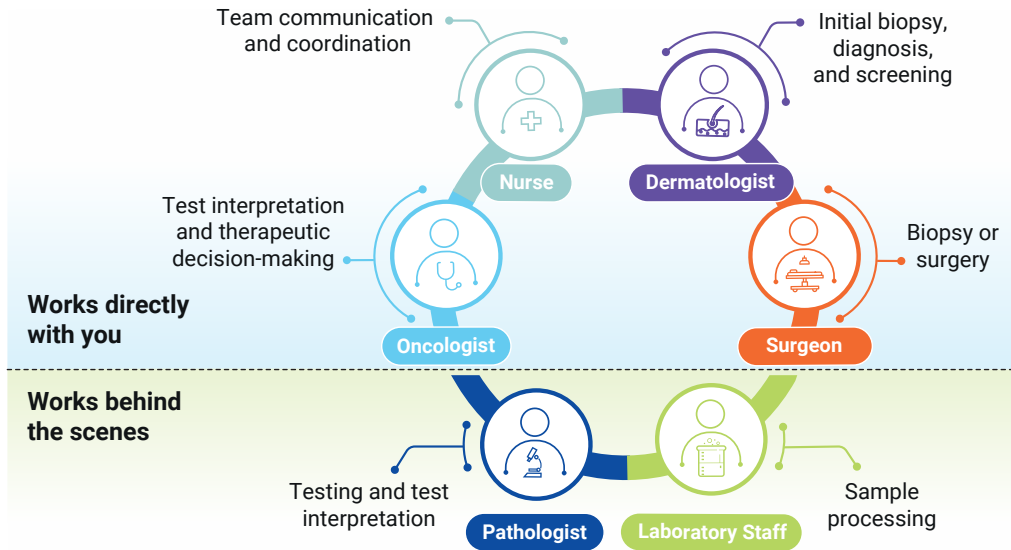 Team communication
and coordination
Initial biopsy,
diagnosis,
and screening
Nurse
Dermatologist
Test interpretation
and therapeutic
decision-making
Biopsy or
surgery
Works directly
with you
Oncologist
Surgeon
Works behind
the scenes
Testing and test
interpretation
Sample
processing
Pathologist
Laboratory Staff